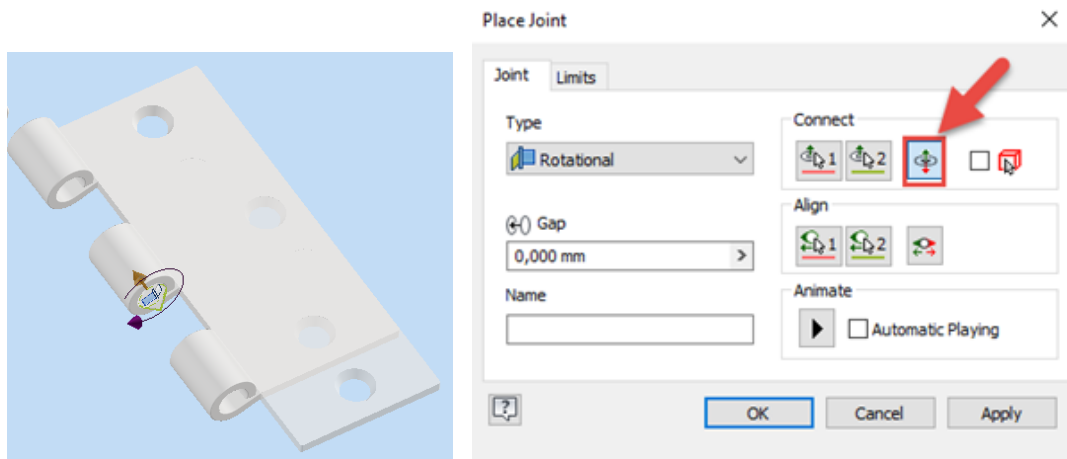 Place Joint
Joint
Limits
Type
Rotational
Gap
0,000 mm
Name
Connect
1
2
Align
1
2
Animate
Automatic Playing
?
OK
Cancel
Apply